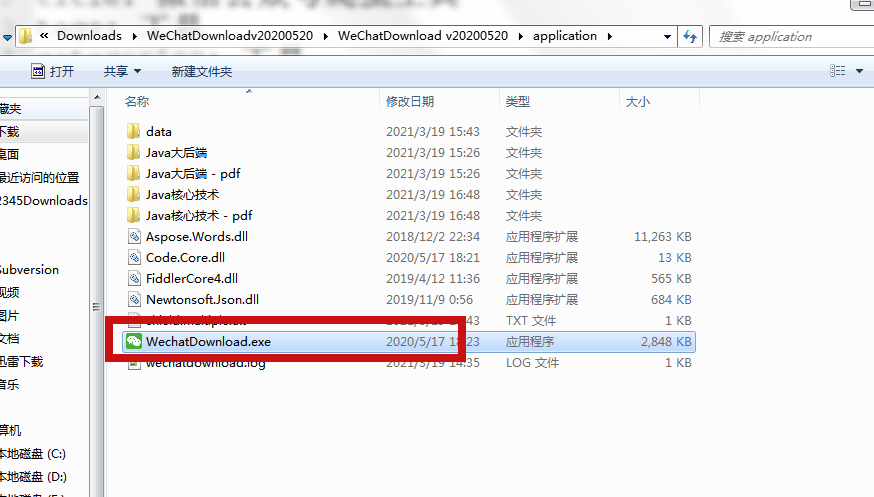 « Downloads ▸ WeChatDownloadv20200520 ▸ WeChatDownload v20200520 ▸ application ▸ 搜索 application
打开 共享 新建文件夹
名称 修改日期 类型 大小
data 2021/3/19 15:43 文件夹
Java大后端 2021/3/19 15:26 文件夹
Java大后端 - pdf 2021/3/19 15:26 文件夹
Java核心技术 2021/3/19 16:48 文件夹
Java核心技术 - pdf 2021/3/19 16:48 文件夹
Aspose.Words.dll 2018/12/2 22:34 应用程序扩展 11,263 KB
Code.Core.dll 2020/5/17 18:21 应用程序扩展 13 KB
FiddlerCore4.dll 2019/4/12 11:36 应用程序扩展 565 KB
Newtonsoft.Json.dll 2019/11/9 0:56 应用程序扩展 684 KB
TXT 文件 1 KB
WechatDownload.exe 2020/5/17 应用程序 2,848 KB
wechatdownload.log 2021/3/19 14:35 LOG 文件 1 KB
藏夹
下载
桌面
最近访问的位置
2345Downloads
Subversion
视频
图片
文档
迅雷下载
音乐
算机
本地磁盘 (C:)
本地磁盘 (D:)